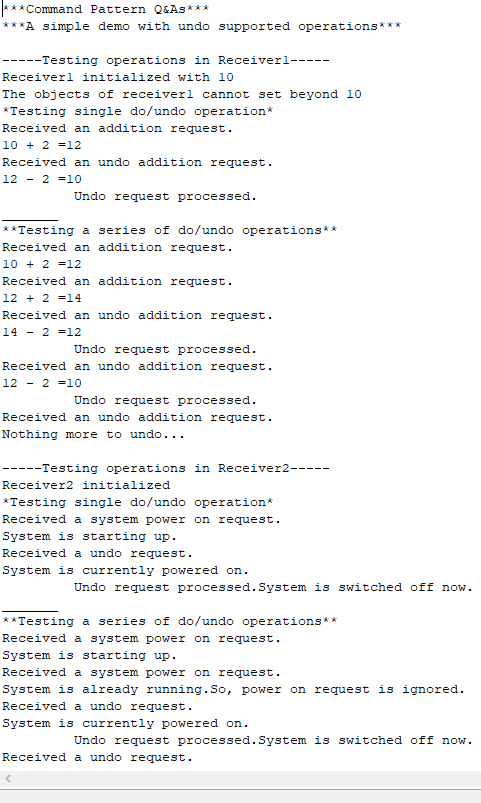 ***Command Pattern Q&As***
***A simple demo with undo supported operations***
-----Testing operations in Receiver1-----
Receiver1 initialized with 10
The objects of receiver1 cannot set beyond 10
*Testing single do/undo operation*
Received an addition request.
10 + 2 =12
Received an undo addition request.
12 - 2 =10
Undo request processed.
_______
**Testing a series of do/undo operations**
Received an addition request.
10 + 2 =12
Received an addition request.
12 + 2 =14
Received an undo addition request.
14 - 2 =12
Undo request processed.
Received an undo addition request.
12 - 2 =10
Undo request processed.
Received an undo addition request.
Nothing more to undo...
-----Testing operations in Receiver2-----
Receiver2 initialized
*Testing single do/undo operation*
Received a system power on request.
System is starting up.
Received a undo request.
System is currently powered on.
Undo request processed.System is switched off now.
_______
**Testing a series of do/undo operations**
Received a system power on request.
System is starting up.
Received a system power on request.
System is already running.So, power on request is ignored.
Received a undo request.
System is currently powered on.
Undo request processed.System is switched off now.
Received a undo request.